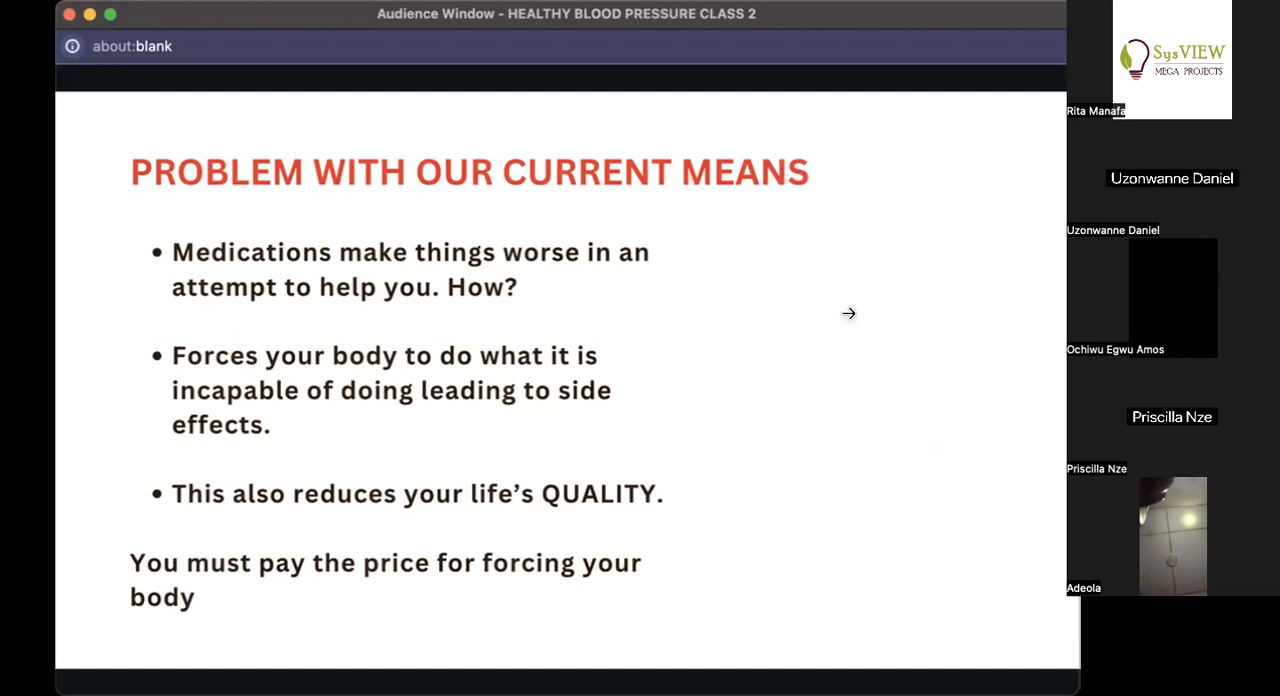 Audience Window - HEALTHY BLOOD PRESSURE CLASS 2
about:blank
PROBLEM WITH OUR CURRENT MEANS
• Medications make things worse in an
attempt to help you. How?
• Forces your body to do what it is
incapable of doing leading to side
effects.
• This also reduces your life's QUALITY.
You must pay the price for forcing your
body
SysVIEW
MEGA PROJECTS
Rita Manafa
Uzonwanne Daniel
Uzonwanne Daniel
Ochiwu Egwu Amos
Priscilla Nze
Priscilla Nze
Adeola